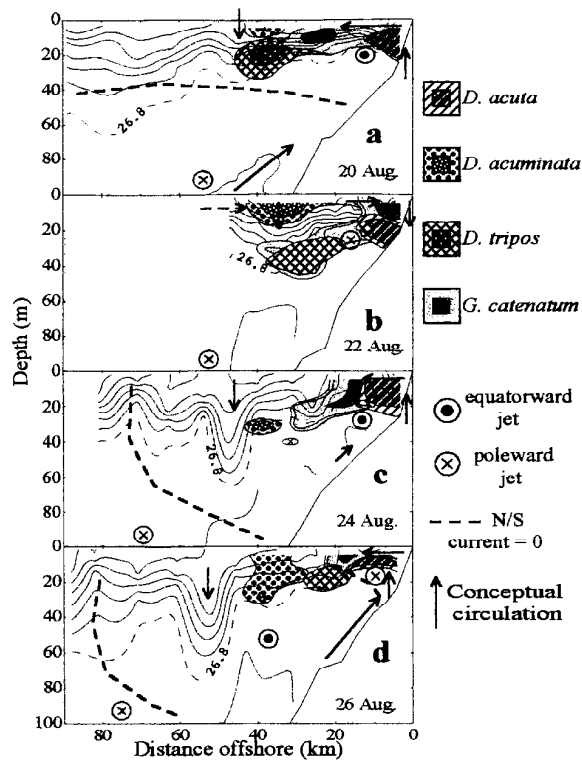 0
20
40
60
80
0
26.8
a
20 Aug.
20
40
80
0
26.8
b
22 Aug.
20
40
60
80
0
26.8
c
24 Aug.
20
40
60
80
100
26.8
d
26 Aug.
80
60
40
20
0
Depth (m)
Distance offshore (km)
D. acuta
D. acuminata
D. tripos
G. catenatum
equatorward
jet
poleward
jet
N/S
current = 0
Conceptual
circulation